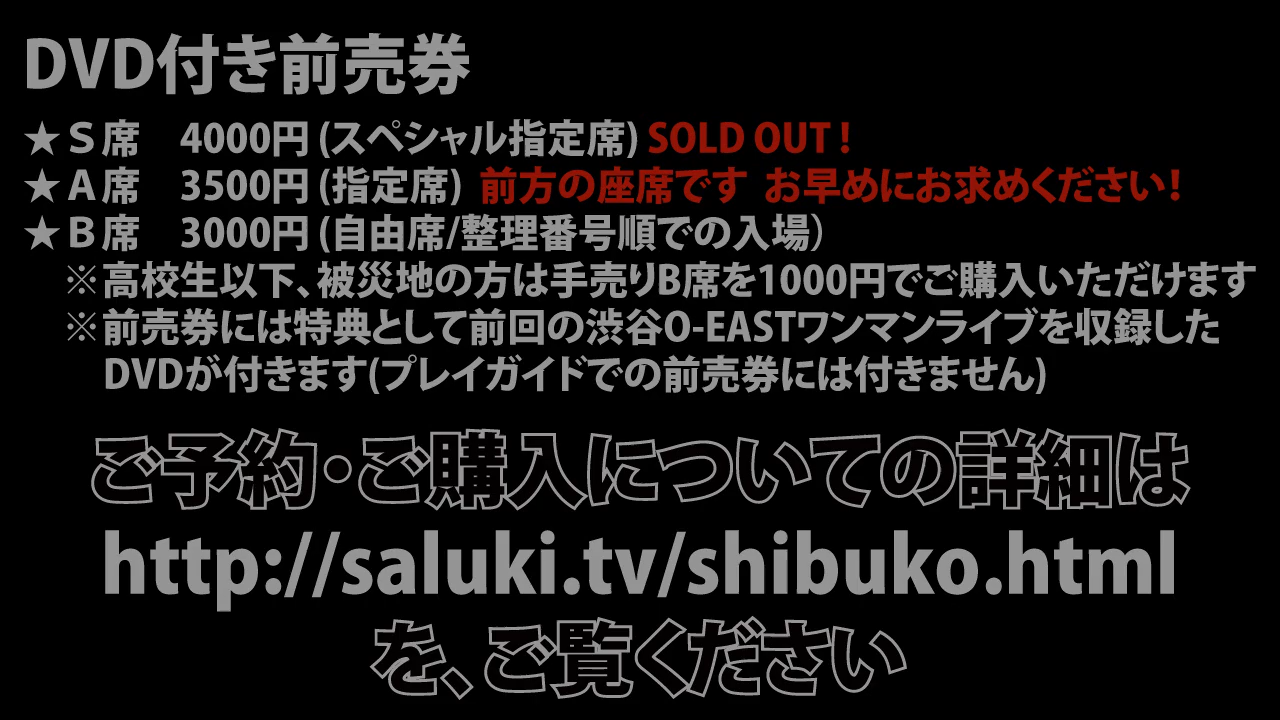 DVD付き前売券
★S席 4000円(スペシャル指定席) SOLD OUT!
★A席 3500円(指定席) 前方の座席です お早めにお求めください!
★B席 3000円(自由席/整理番号順での入場)
※高校生以下、被災地の方は手売りB席を1000円でご購入いただけます
※前売券には特典として前回の渋谷O-EASTワンマンライブを収録した
DVDが付きます(プレイガイドでの前売券には付きません)
ご予約・ご購入についての詳細は
http://saluki.tv/shibuko.html
を、ご覧ください